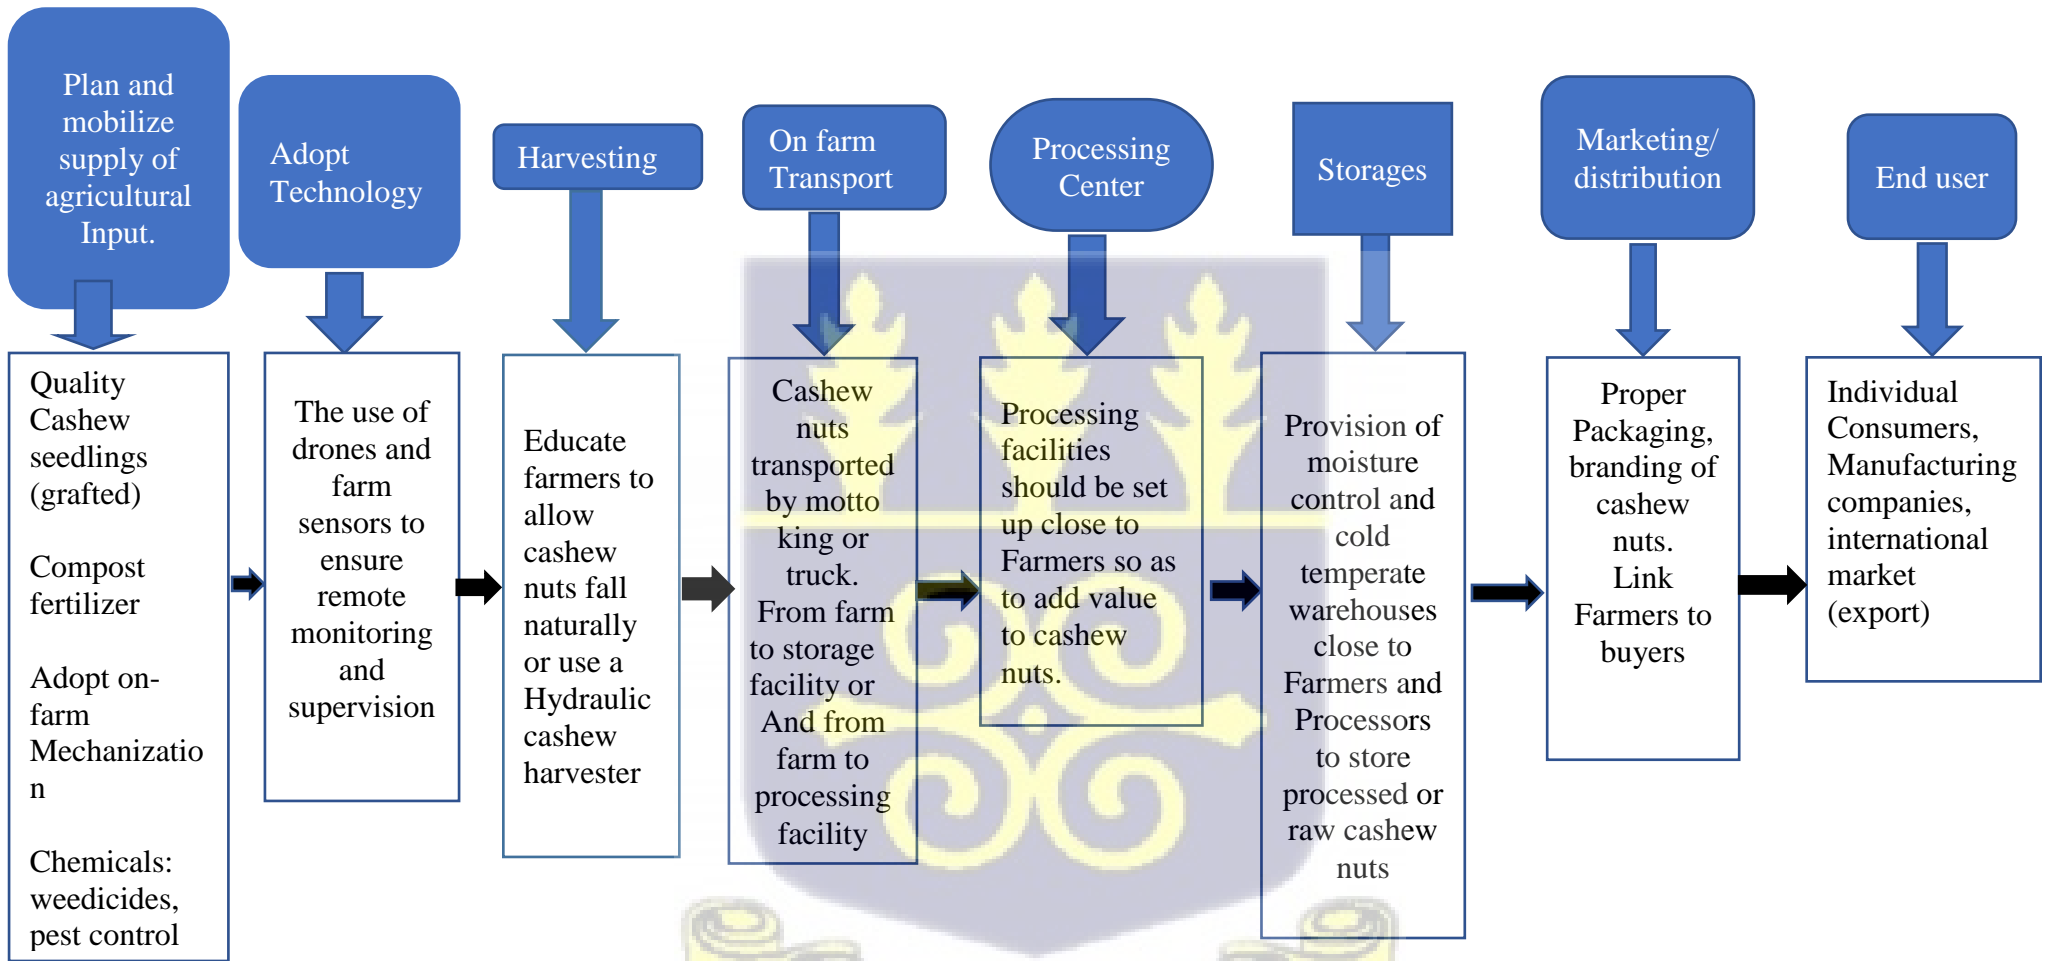 Plan and
mobilize
supply of
agricultural
Input.
Adopt
Technology
Harvesting
On farm
Transport
Processing
Center
Storages
Marketing/
distribution
End user
Quality
Cashew
seedlings
(grafted)
Compost
fertilizer
Adopt on-
farm
Mechanizatio
n
Chemicals:
weedicides,
pest control
The use of
drones and
farm
sensors to
ensure
remote
monitoring
and
supervision
Educate
farmers to
allow
cashew
nuts fall
naturally
or use a
Hydraulic
cashew
harvester
Cashew
nuts
transported
by motto
king or
truck.
From farm
to storage
facility or
And from
farm to
processing
facility
Processing
facilities
should be set
up close to
Farmers so as
to add value
to cashew
nuts.
Provision of
moisture
control and
cold
temperate
warehouses
close to
Farmers and
Processors
to store
processed or
raw cashew
nuts
Proper
Packaging,
branding of
cashew
nuts.
Link
Farmers to
buyers
Individual
Consumers,
Manufacturing
companies,
international
market
(export)